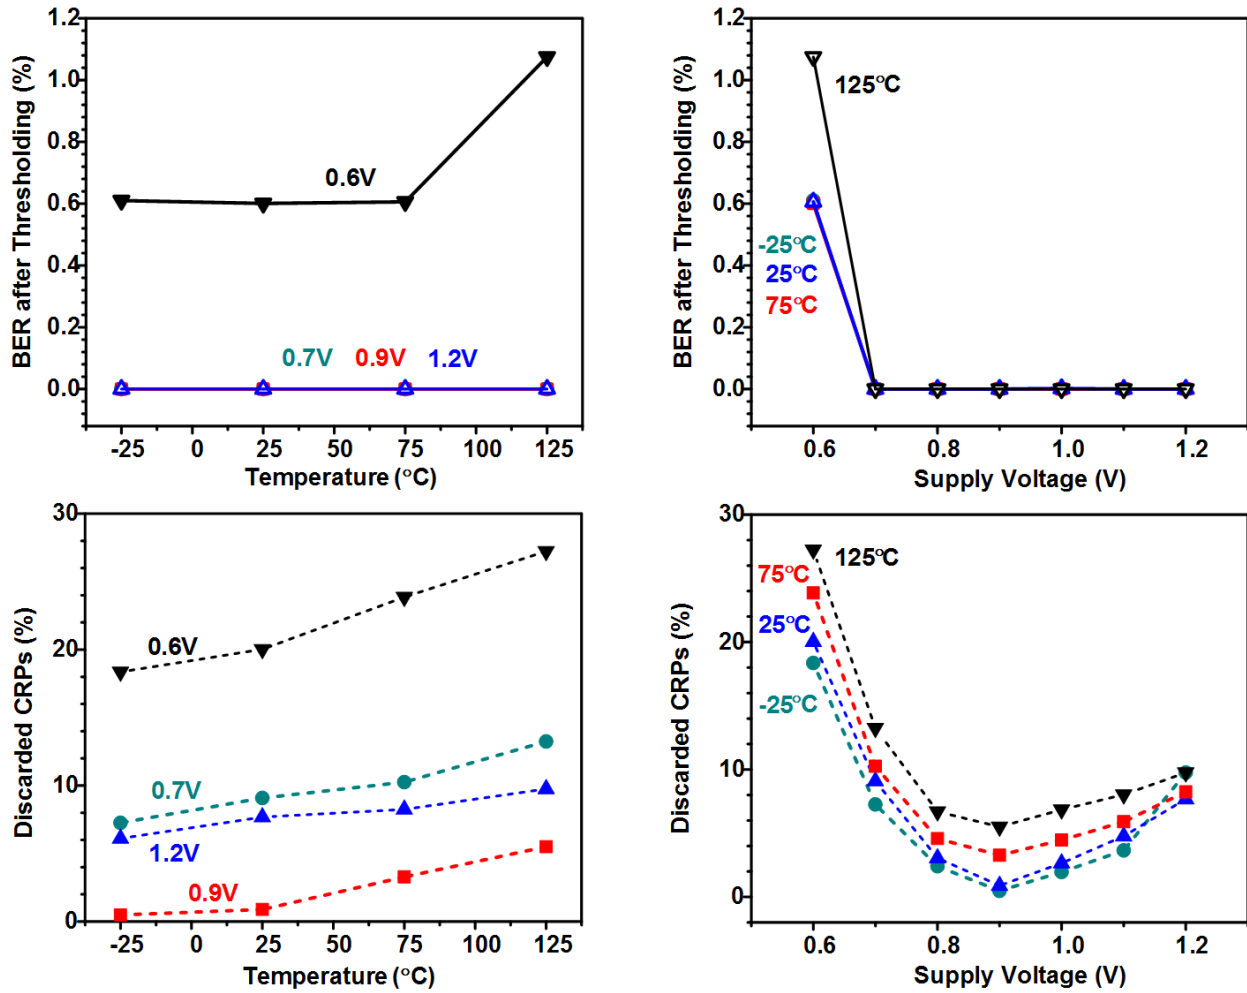 BER after Thresholding (%)
1.2
1.0
0.8
0.6
0.4
0.2
0.0
0.6V
0.7V 0.9V 1.2V
-25 0 25 50 75 100 125
Temperature (°C)
BER after Thresholding (%)
1.2
1.0
0.8
0.6
0.4
0.2
0.0
125°C
-25°C
25°C
75°C
0.6 0.8 1.0 1.2
Supply Voltage (V)
Discarded CRPs (%)
30
20
10
0
0.6V
0.7V
1.2V
0.9V
-25 0 25 50 75 100 125
Temperature (°C)
Discarded CRPs (%)
30
20
10
0
125°C
75°C
25°C
-25°C
0.6 0.8 1.0 1.2
Supply Voltage (V)